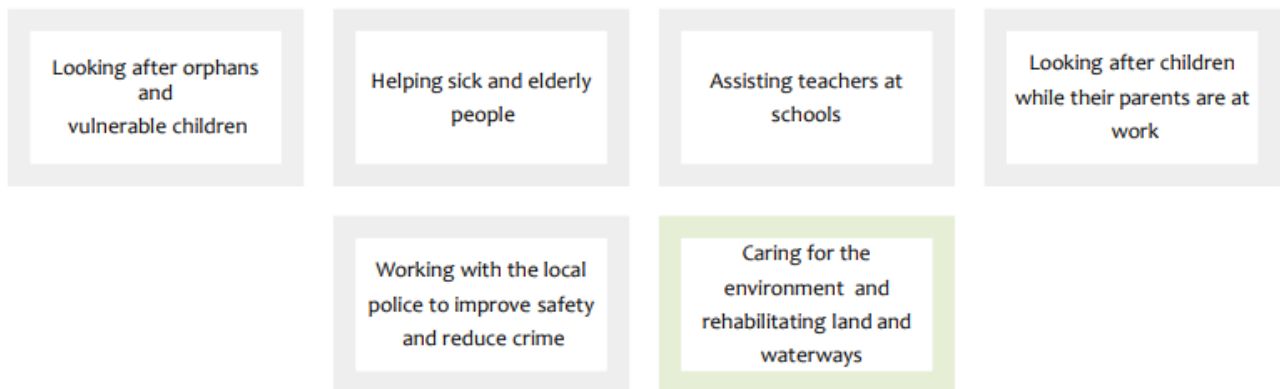 Looking after orphans
and
vulnerable children
Helping sick and elderly
people
Assisting teachers at
schools
Looking after children
while their parents are at
work
Working with the local
police to improve safety
and reduce crime
Caring for the
environment and
rehabilitating land and
waterways